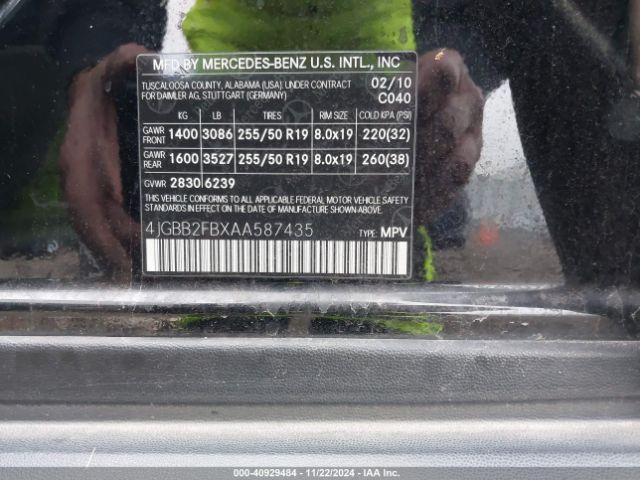 MFD BY MERCEDES-BENZ U.S. INTL., INC
TUSCALOOSA COUNTY, ALABAMA (USA) UNDER CONTRACT 02/10
FOR DAIMLER AG, STUTTGART (GERMANY) C040
KG LB TIRES RIM SIZE COLD KPA (PSI)
GAWR FRONT 1400 3086 255/50 R19 8.0x19 220(32)
GAWR REAR 1600 3527 255/50 R19 8.0x19 260(38)
GVWR 2830 6239
THIS VEHICLE CONFORMS TO ALL APPLICABLE FEDERAL MOTOR VEHICLE SAFETY
STANDARDS IN EFFECT ON THE DATE OF MANUFACTURE SHOWN ABOVE.
4JGBB2FBXAA587435 TYPE: MPV
000-40929484 - 11/22/2024 - IAA Inc.